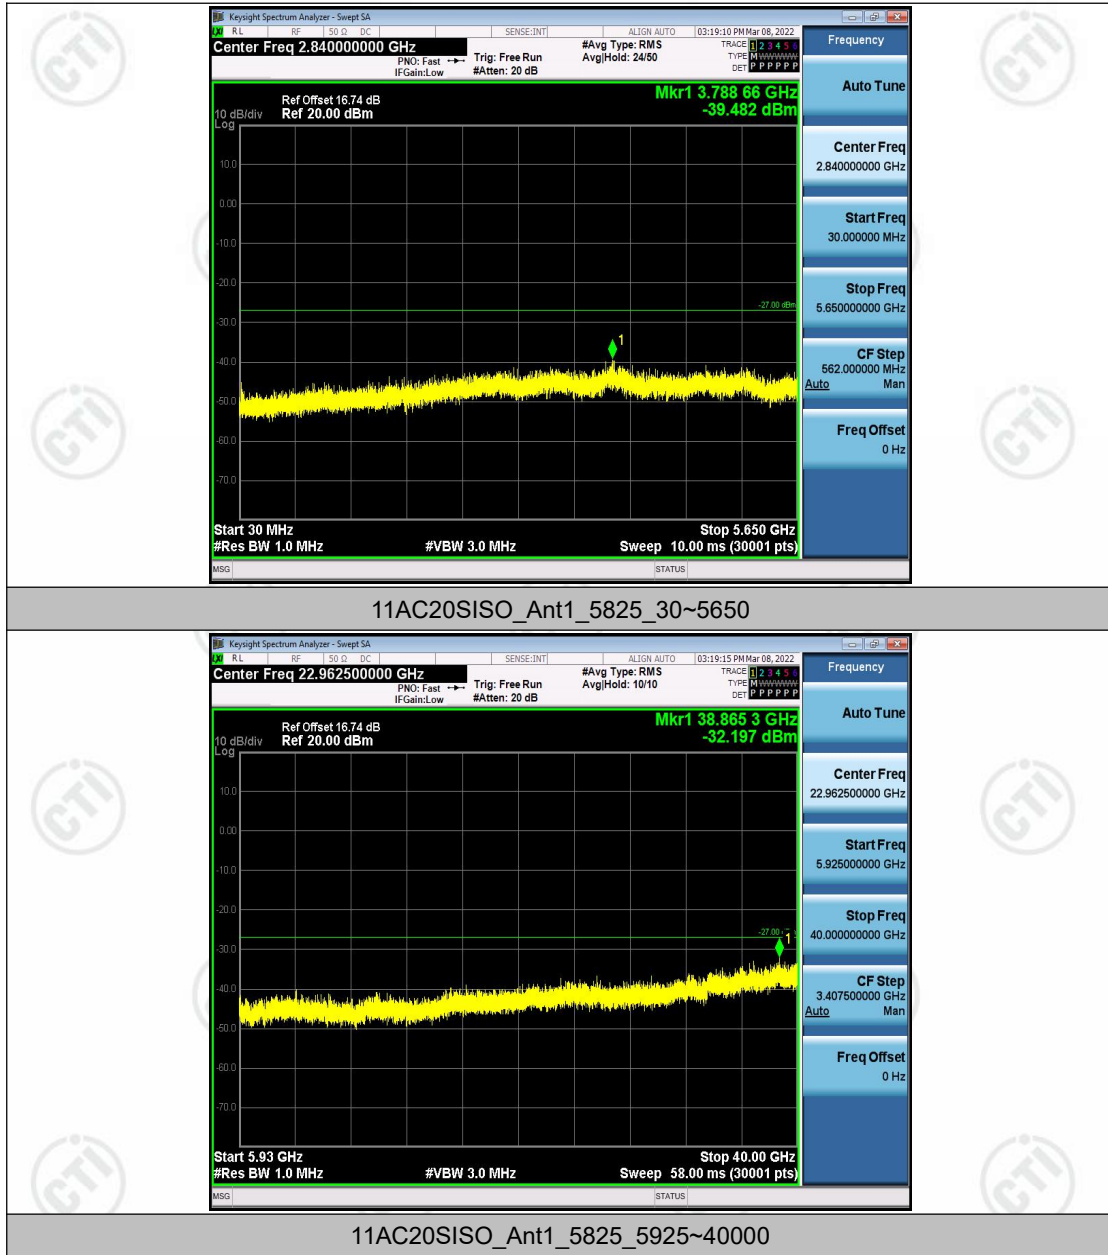 Keysight Spectrum Analyzer - Swept SA
RL RF 50 Ω DC SENSE:INT ALIGN AUTO 03:19:10 PM Mar 08, 2022
Center Freq 2.840000000 GHz
PNO: Fast
IFGain:Low
Trig: Free Run
#Atten: 20 dB
#Avg Type: RMS
Avg|Hold: 24/50
TRACE 1 2 3 4 5 6
TYPE M WWWWW
DET P P P P P P
Ref Offset 16.74 dB
10 dB/div Ref 20.00 dBm
Log
Mkr1 3.788 66 GHz
-39.482 dBm
10.0
0.00
-10.0
-20.0
-27.00 dBm
-30.0
1
-40.0
-50.0
-60.0
-70.0
Start 30 MHz Stop 5.650 GHz
#Res BW 1.0 MHz #VBW 3.0 MHz Sweep 10.00 ms (30001 pts)
MSG STATUS
Frequency
Auto Tune
Center Freq
2.840000000 GHz
Start Freq
30.000000 MHz
Stop Freq
5.650000000 GHz
CF Step
562.000000 MHz
Auto Man
Freq Offset
0 Hz
11AC20SISO_Ant1_5825_30~5650
Keysight Spectrum Analyzer - Swept SA
RL RF 50 Ω DC SENSE:INT ALIGN AUTO 03:19:15 PM Mar 08, 2022
Center Freq 22.962500000 GHz
PNO: Fast
IFGain:Low
Trig: Free Run
#Atten: 20 dB
#Avg Type: RMS
Avg|Hold: 10/10
TRACE 1 2 3 4 5 6
TYPE M WWWWW
DET P P P P P P
Ref Offset 16.74 dB
10 dB/div Ref 20.00 dBm
Log
Mkr1 38.865 3 GHz
-32.197 dBm
10.0
0.00
-10.0
-20.0
-27.00
1
-30.0
-40.0
-50.0
-60.0
-70.0
Start 5.93 GHz Stop 40.00 GHz
#Res BW 1.0 MHz #VBW 3.0 MHz Sweep 58.00 ms (30001 pts)
MSG STATUS
Frequency
Auto Tune
Center Freq
22.962500000 GHz
Start Freq
5.925000000 GHz
Stop Freq
40.000000000 GHz
CF Step
3.407500000 GHz
Auto Man
Freq Offset
0 Hz
11AC20SISO_Ant1_5825_5925~40000
CTI
CTI
CTI
CTI
CTI
CTI